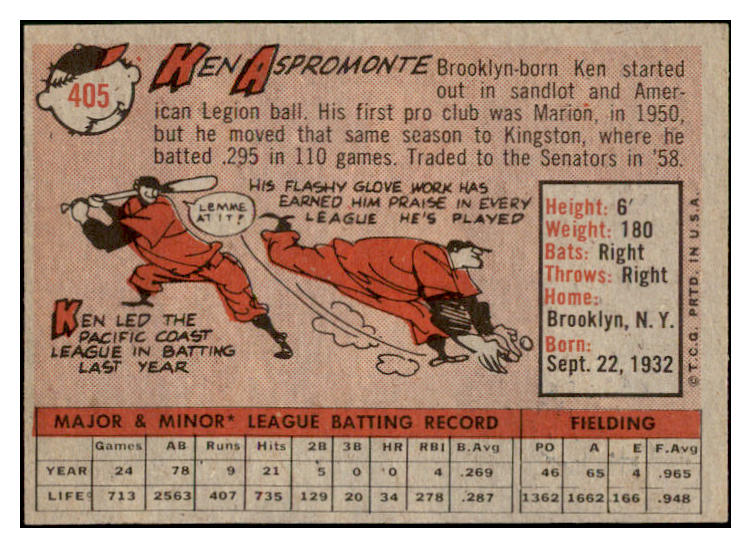 405
KEN ASPROMONTE Brooklyn-born Ken started
out in sandlot and Amer-
ican Legion ball. His first pro club was Marion, in 1950,
but he moved that same season to Kingston, where he
batted .295 in 110 games. Traded to the Senators in '58.
LEMME
AT IT!
HIS FLASHY GLOVE WORK HAS
EARNED HIM PRAISE IN EVERY
LEAGUE HE'S PLAYED
KEN LED THE
PACIFIC COAST
LEAGUE IN BATTING
LAST YEAR
Height: 6'
Weight: 180
Bats: Right
Throws: Right
Home:
Brooklyn, N. Y.
Born:
Sept. 22, 1932
© T.C.G. PRTD. IN U.S.A.
MAJOR & MINOR* LEAGUE BATTING RECORD FIELDING
Games AB Runs Hits 2B 3B HR RBI B.Avg PO A E F.Avg
YEAR 24 78 9 21 5 0 0 4 .269 46 65 4 .965
LIFE 713 2563 407 735 129 20 34 278 .287 1362 1662 166 .948